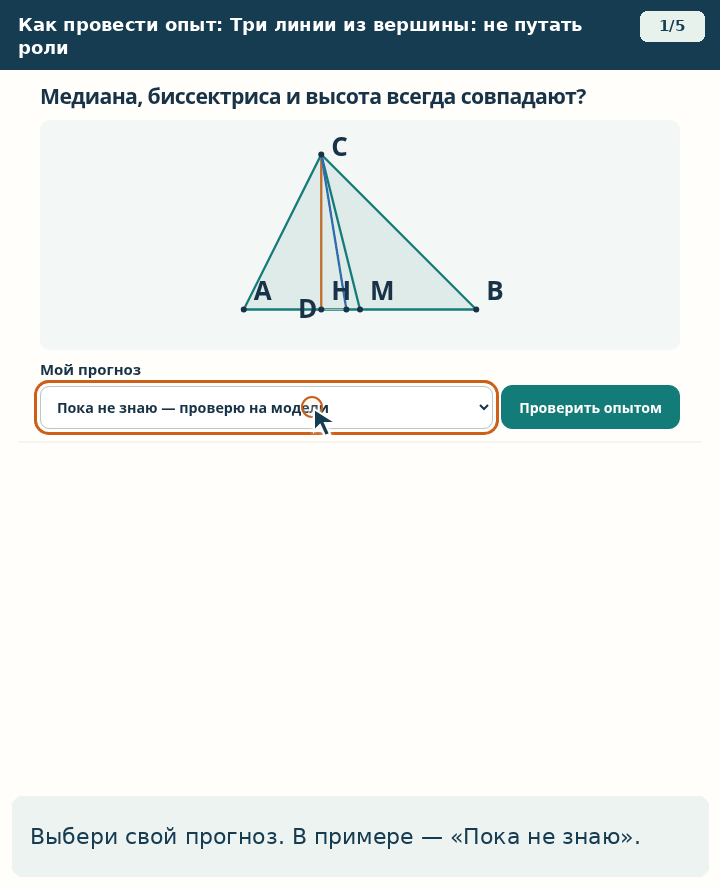 Как провести опыт: Три линии из вершины: не путать
роли
1/5
Медиана, биссектриса и высота всегда совпадают?
C
A
D
H
M
B
Мой прогноз
Пока не знаю — проверю на модели
Проверить опытом
Выбери свой прогноз. В примере — «Пока не знаю».